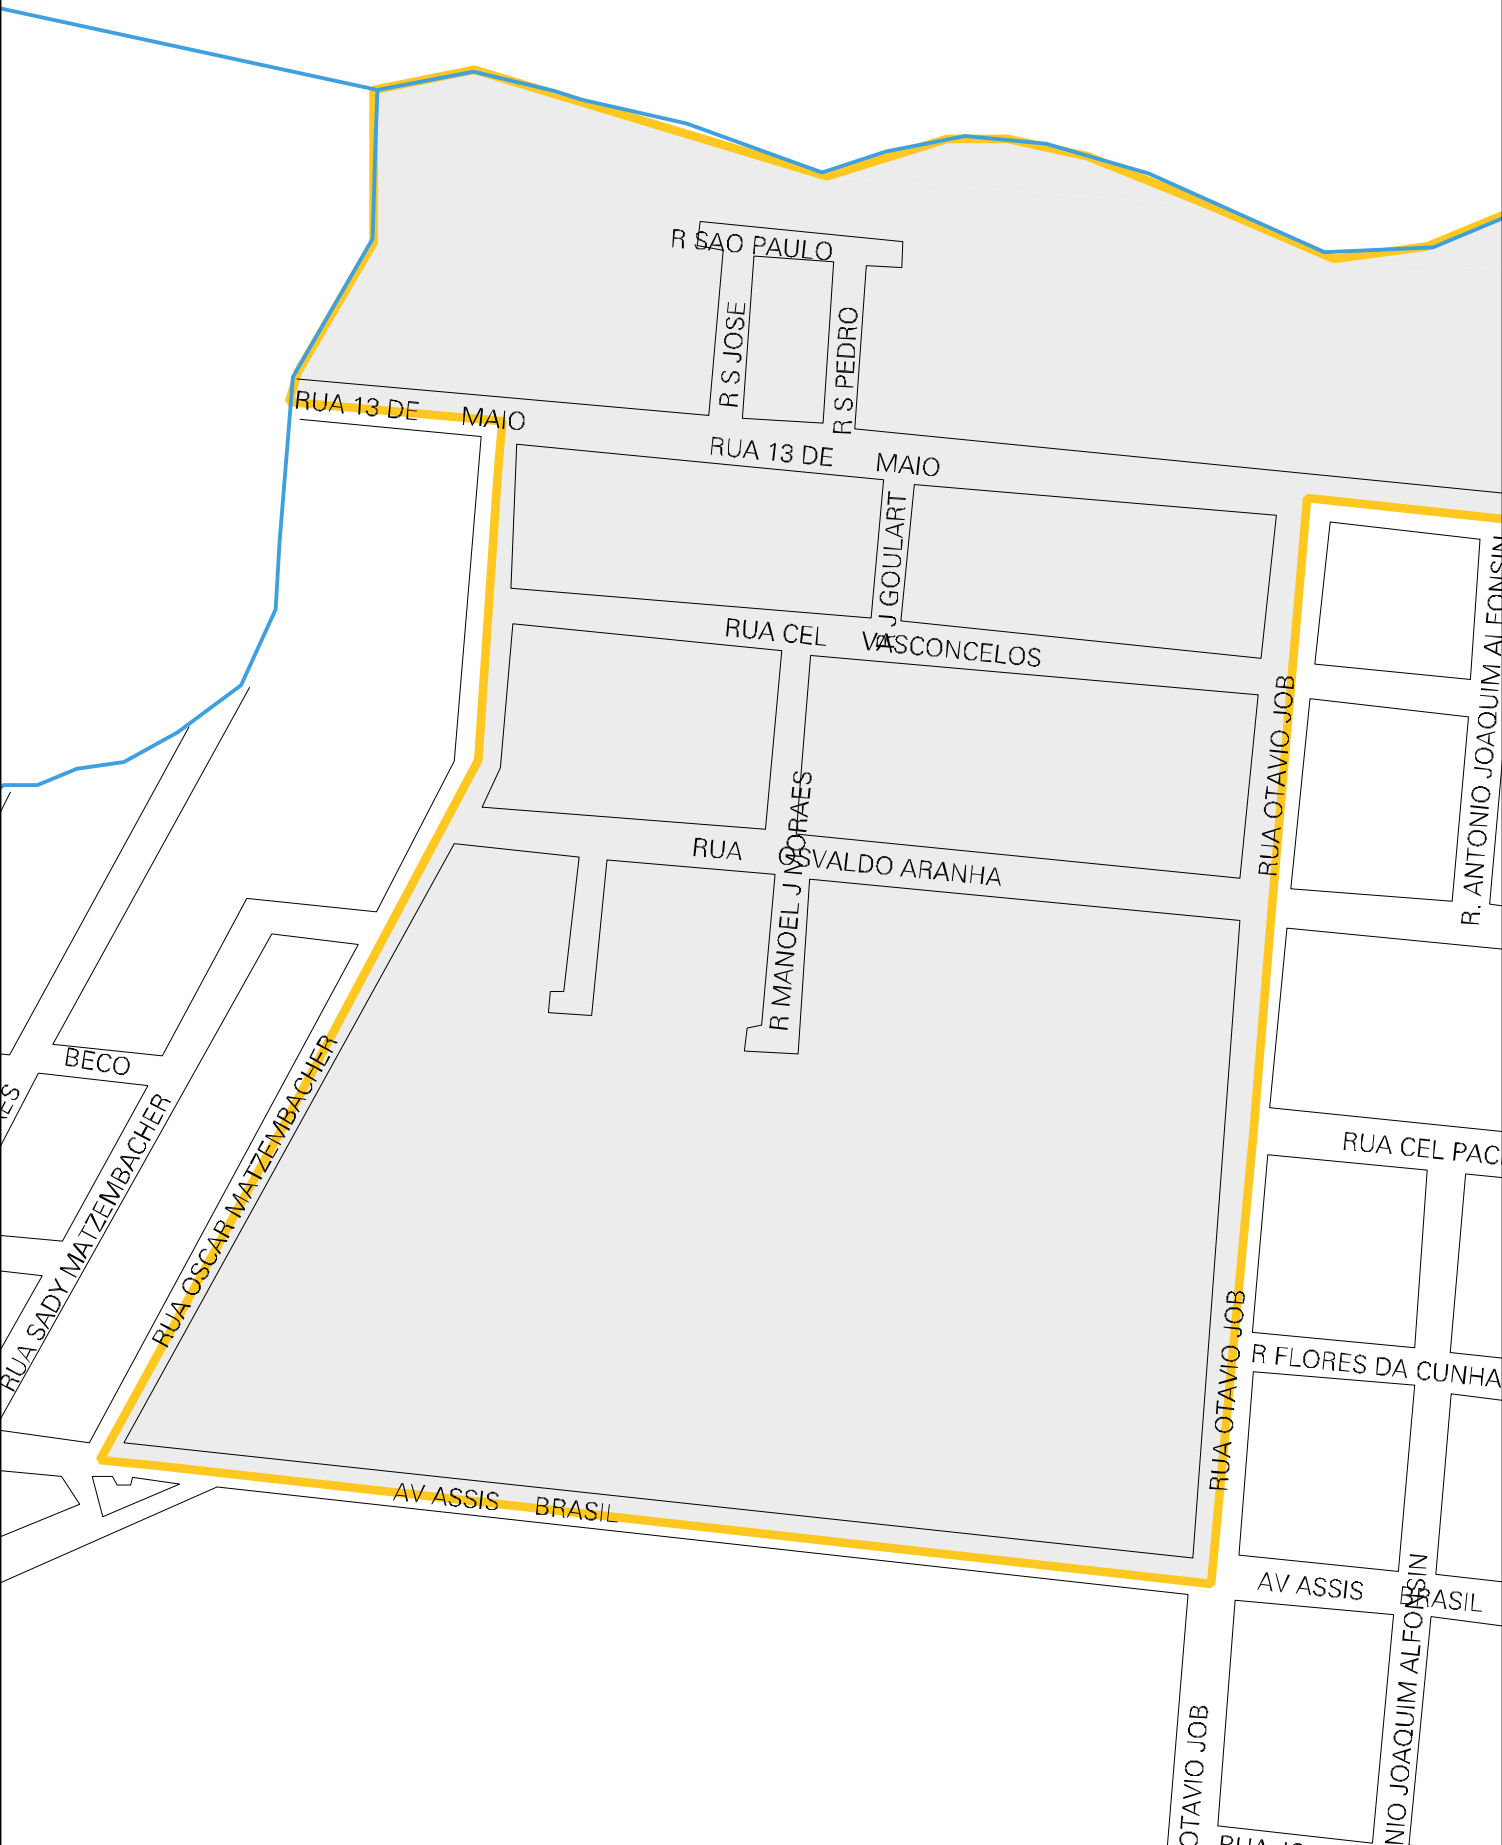 R SAO PAULO
R S JOSE
R S PEDRO
RUA 13 DE MAIO
RUA 13 DE MAIO
R J GOULART
R. ANTONIO JOAQUIM ALFONSIN
RUA CEL VASCONCELOS
RUA OTAVIO JOB
RUA OSVALDO ARANHA
R MANOEL J MORAES
BECO
ES
RUA SADY MATZEMBACHER
RUA OSCAR MATZEMBACHER
RUA CEL PAC
RUA OTAVIO JOB
R FLORES DA CUNHA
AV ASSIS BRASIL
AV ASSIS BRASIL
NIO JOAQUIM ALFONSIN
OTAVIO JOB